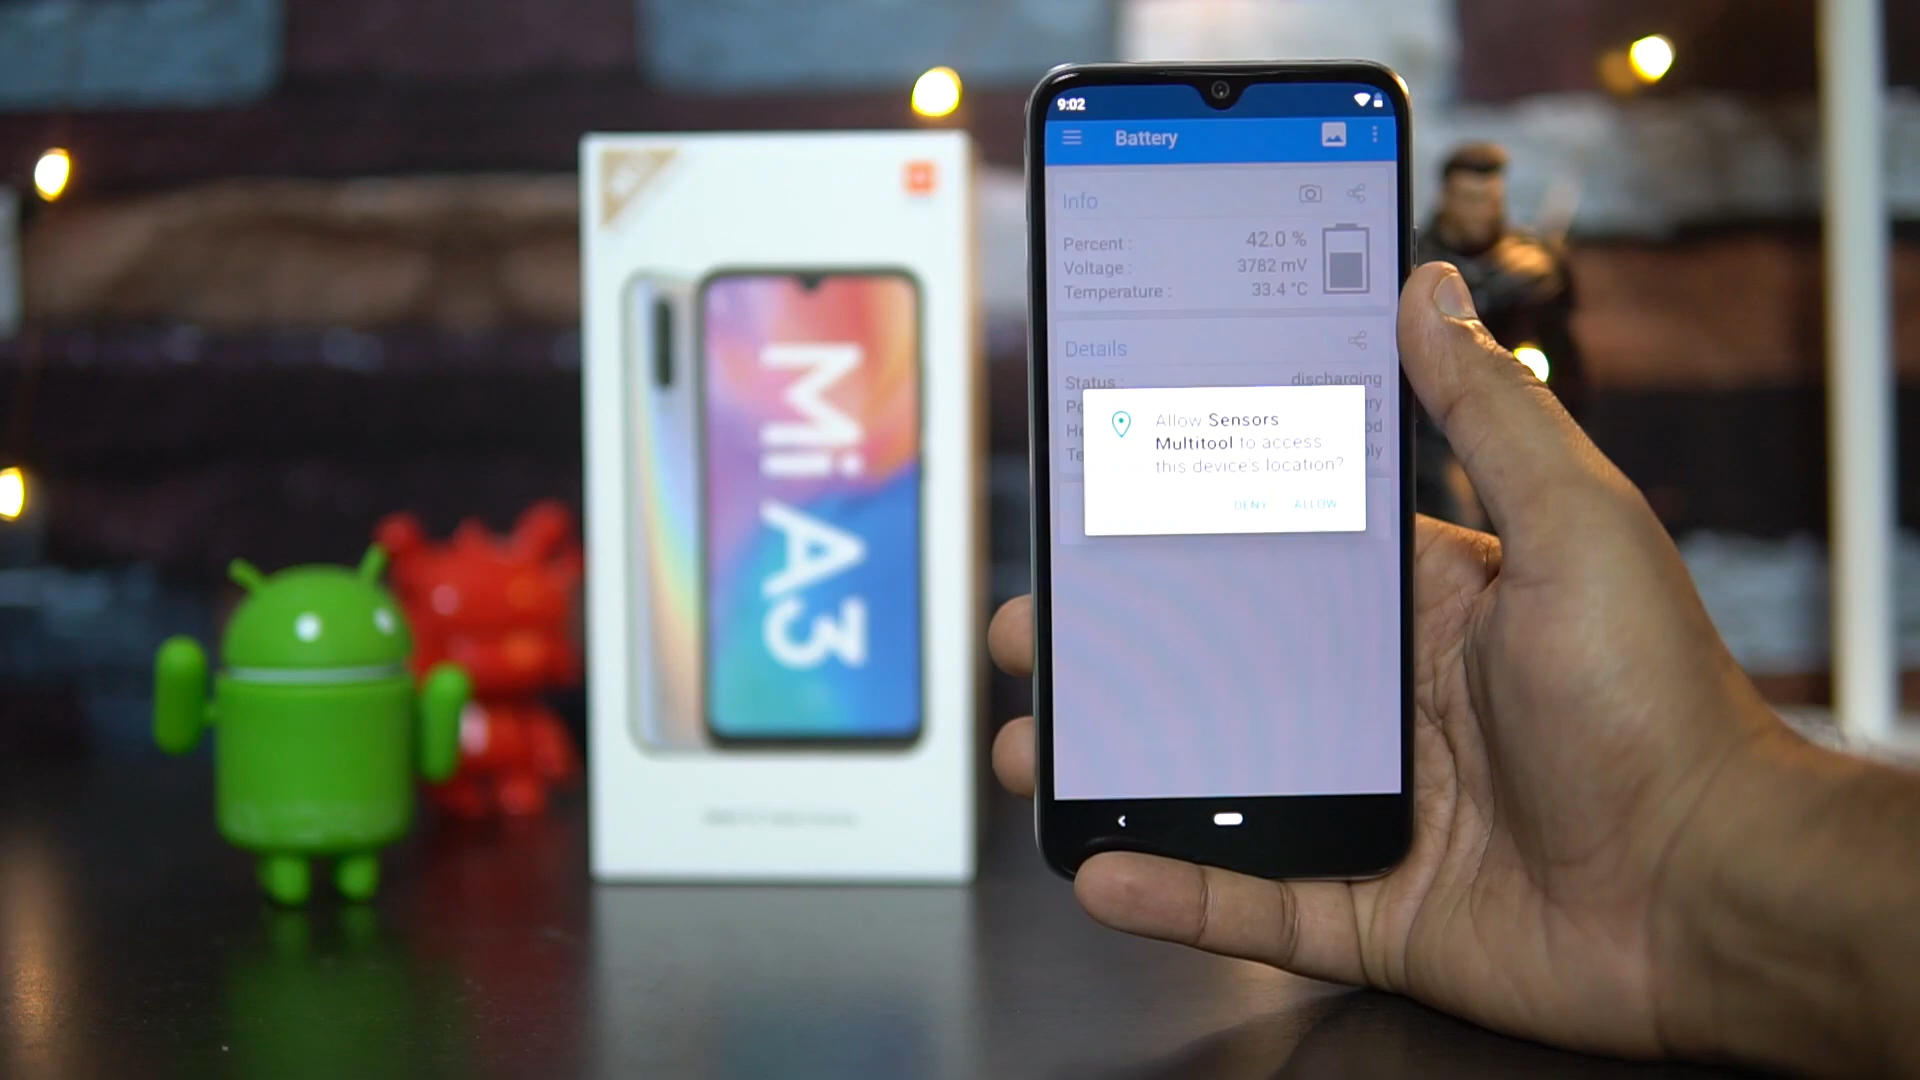 Mi A3
9:02
Battery
Info
Percent : 42.0 %
Voltage : 3782 mV
Temperature : 33.4 °C
Details
Status : discharging
Allow Sensors
Multitool to access
this device's location?
DENY ALLOW